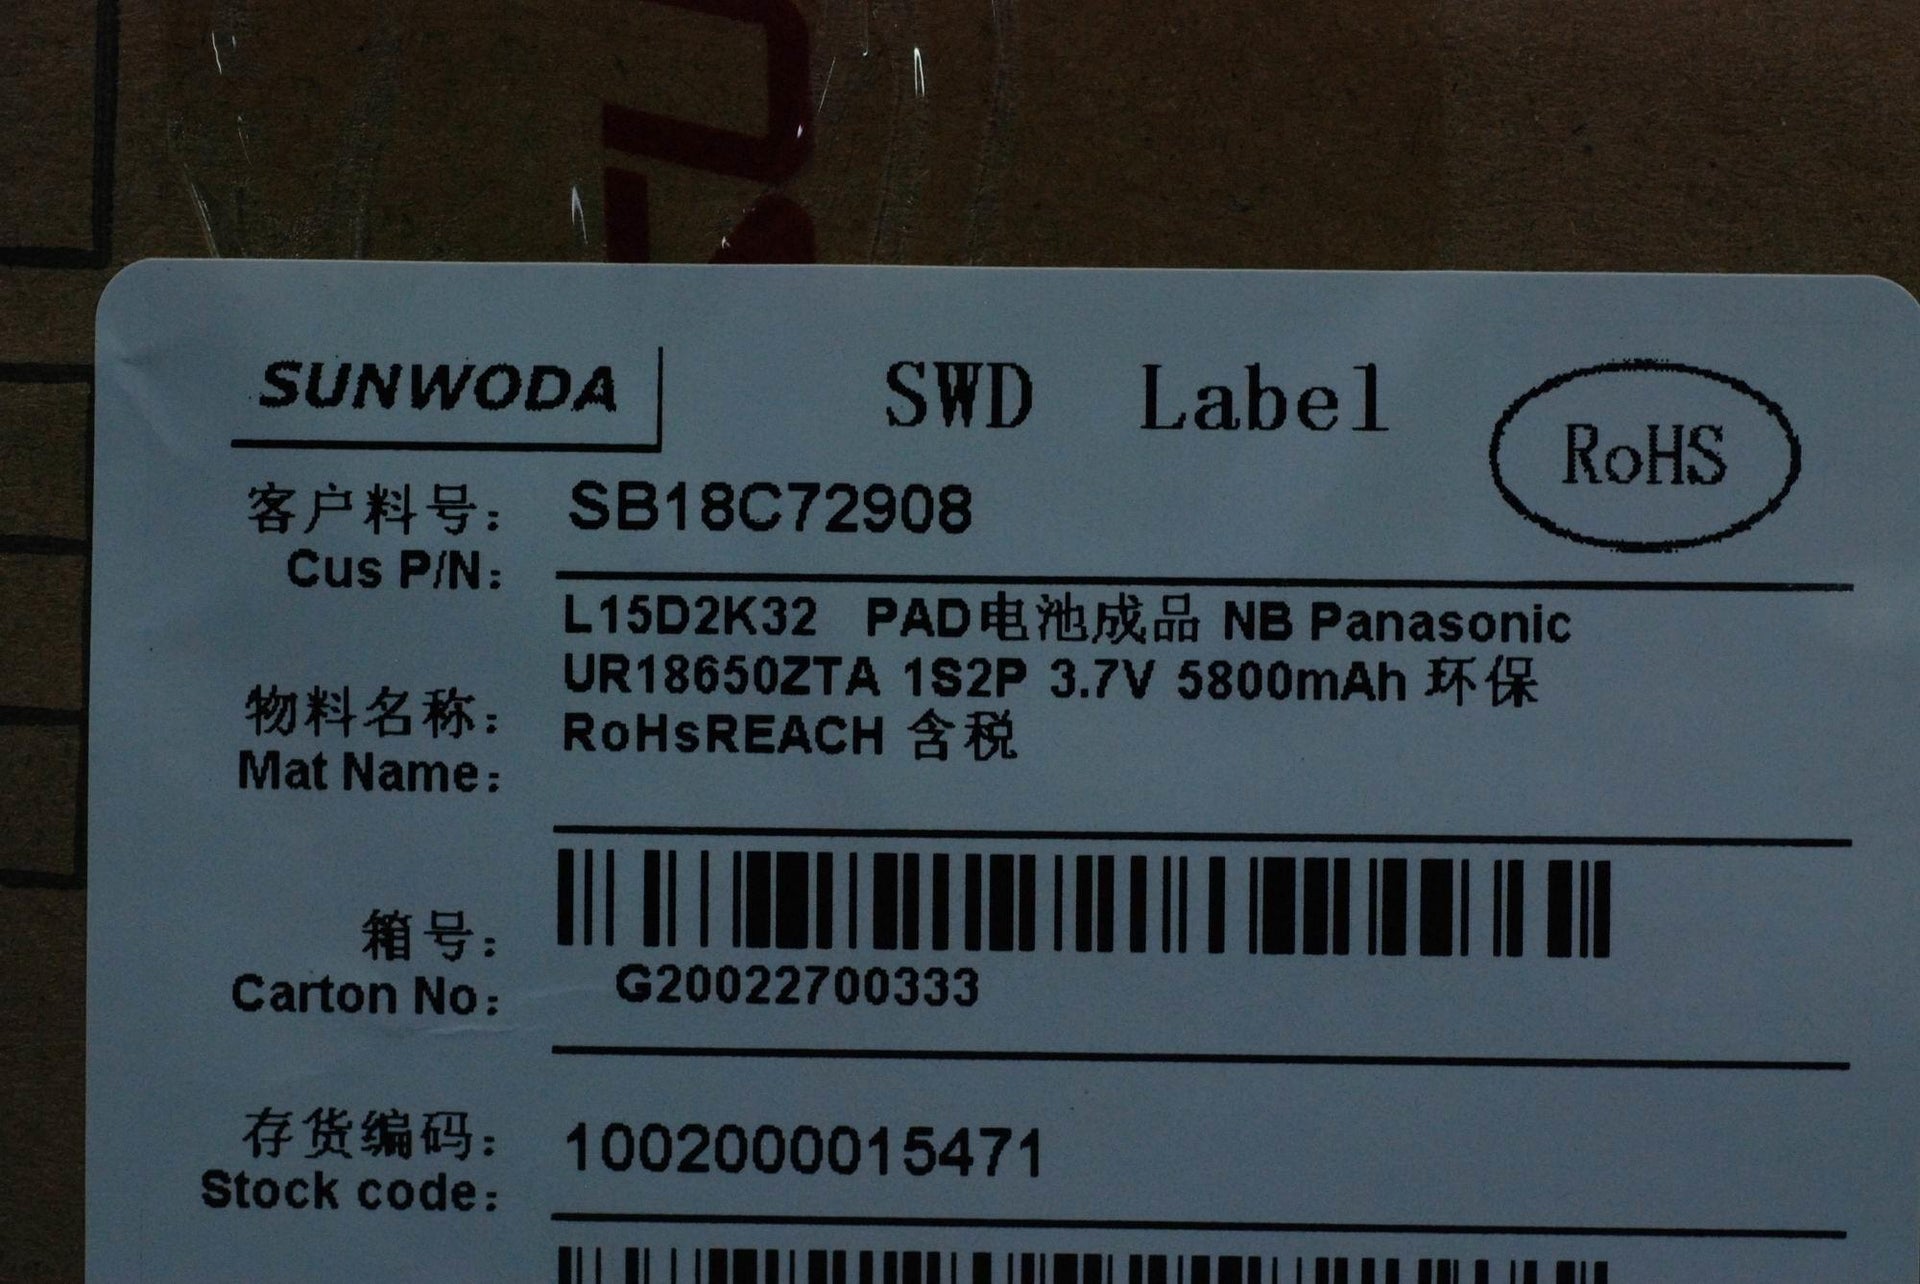 SUNWODA
SWD Label
RoHS
客户料号: SB18C72908
Cus P/N:
L15D2K32 PAD电池成品 NB Panasonic
UR18650ZTA 1S2P 3.7V 5800mAh 环保
物料名称:
RoHsREACH 含税
Mat Name:
箱号:
Carton No: G20022700333
存货编码: 1002000015471
Stock code: